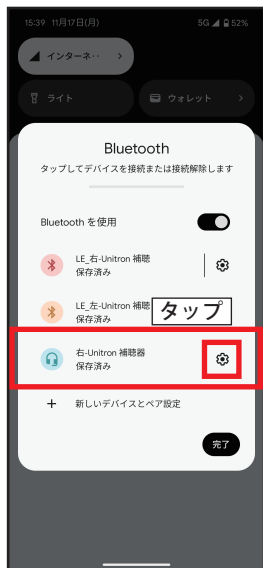 15:39 11月17日(月) 5G 52%
インターネ‥ >
ライト
ウォレット >
Bluetooth
タップしてデバイスを接続または接続解除します
Bluetooth を使用
LE_右-Unitron 補聴
保存済み
LE_左-Unitron 補聴
保存済み
タップ
右-Unitron 補聴器
保存済み
+ 新しいデバイスとペア設定
完了